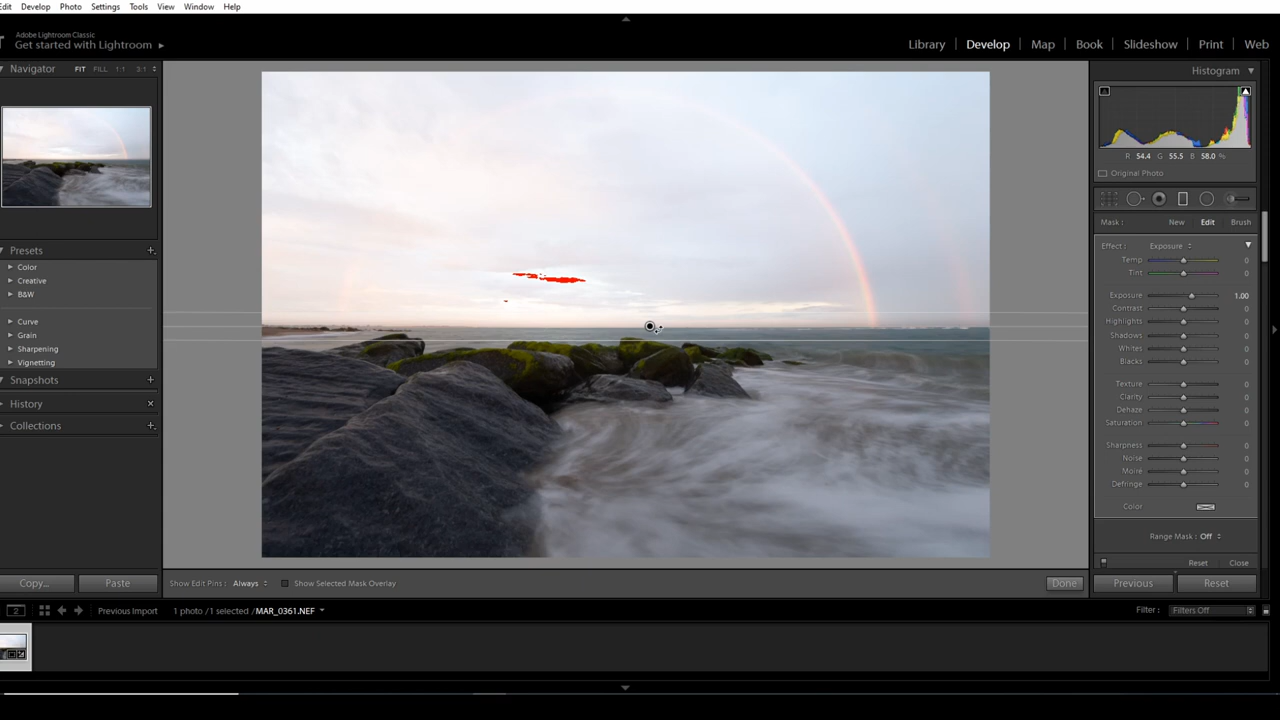 Edit Develop Photo Settings Tools View Window Help
Adobe Lightroom Classic
Get started with Lightroom
Library | Develop | Map | Book | Slideshow | Print | Web
Navigator FIT FILL 1:1 3:1
Histogram
R 54.4 G 55.5 B 58.0 %
Original Photo
Mask : New Edit Brush
Effect : Exposure
Temp 0
Tint 0
Exposure 1.00
Contrast 0
Highlights 0
Shadows 0
Whites 0
Blacks 0
Texture 0
Clarity 0
Dehaze 0
Saturation 0
Sharpness 0
Noise 0
Moiré 0
Defringe 0
Color
Range Mask : Off
Reset Close
Previous Reset
Presets
Color
Creative
B&W
Curve
Grain
Sharpening
Vignetting
Snapshots
History
Collections
Copy... Paste
Show Edit Pins : Always Show Selected Mask Overlay Done
2 Previous Import 1 photo /1 selected /MAR_0361.NEF Filter : Filters Off